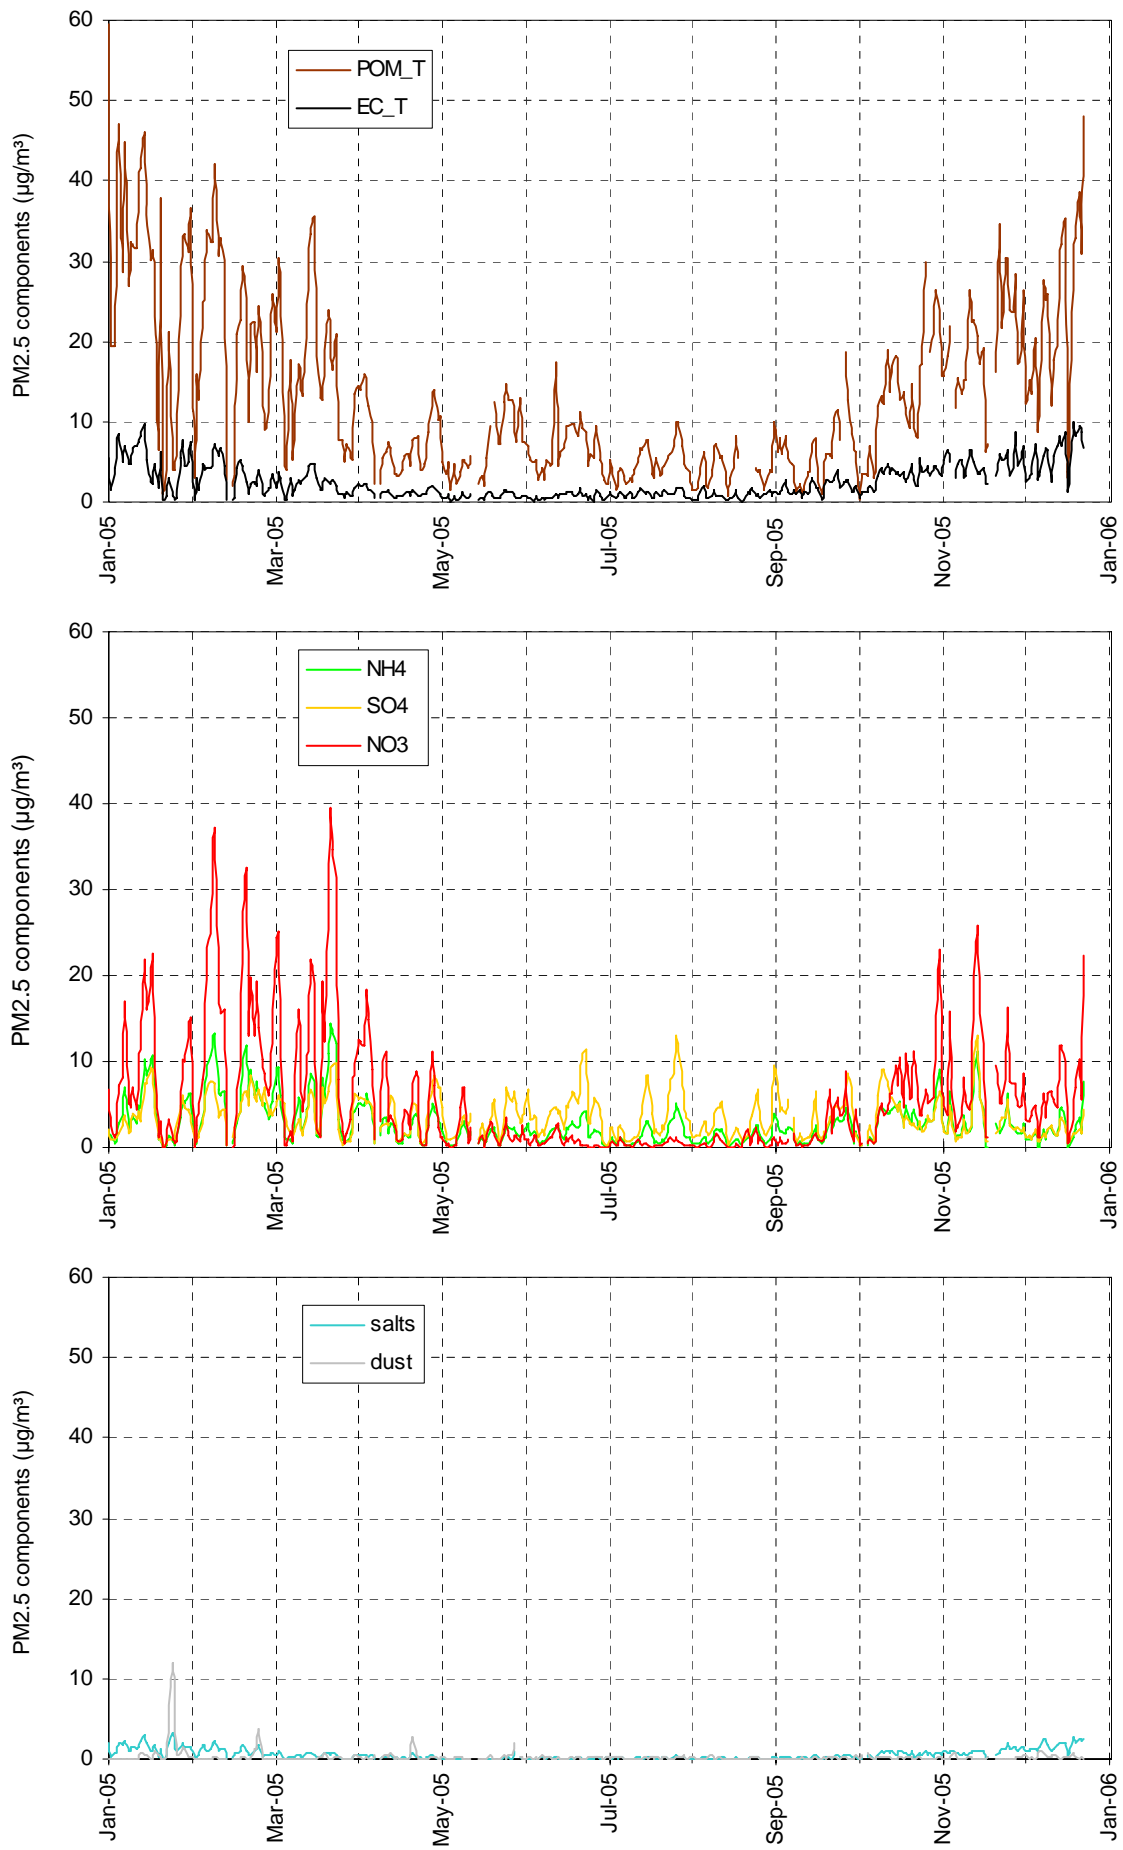 60
50
40
30
20
10
0
PM2.5 components (µg/m³)
POM_T
EC_T
Jan-05
Mar-05
May-05
Jul-05
Sep-05
Nov-05
Jan-06
60
50
40
30
20
10
0
PM2.5 components (µg/m³)
NH4
SO4
NO3
Jan-05
Mar-05
May-05
Jul-05
Sep-05
Nov-05
Jan-06
60
50
40
30
20
10
0
PM2.5 components (µg/m³)
salts
dust
Jan-05
Mar-05
May-05
Jul-05
Sep-05
Nov-05
Jan-06